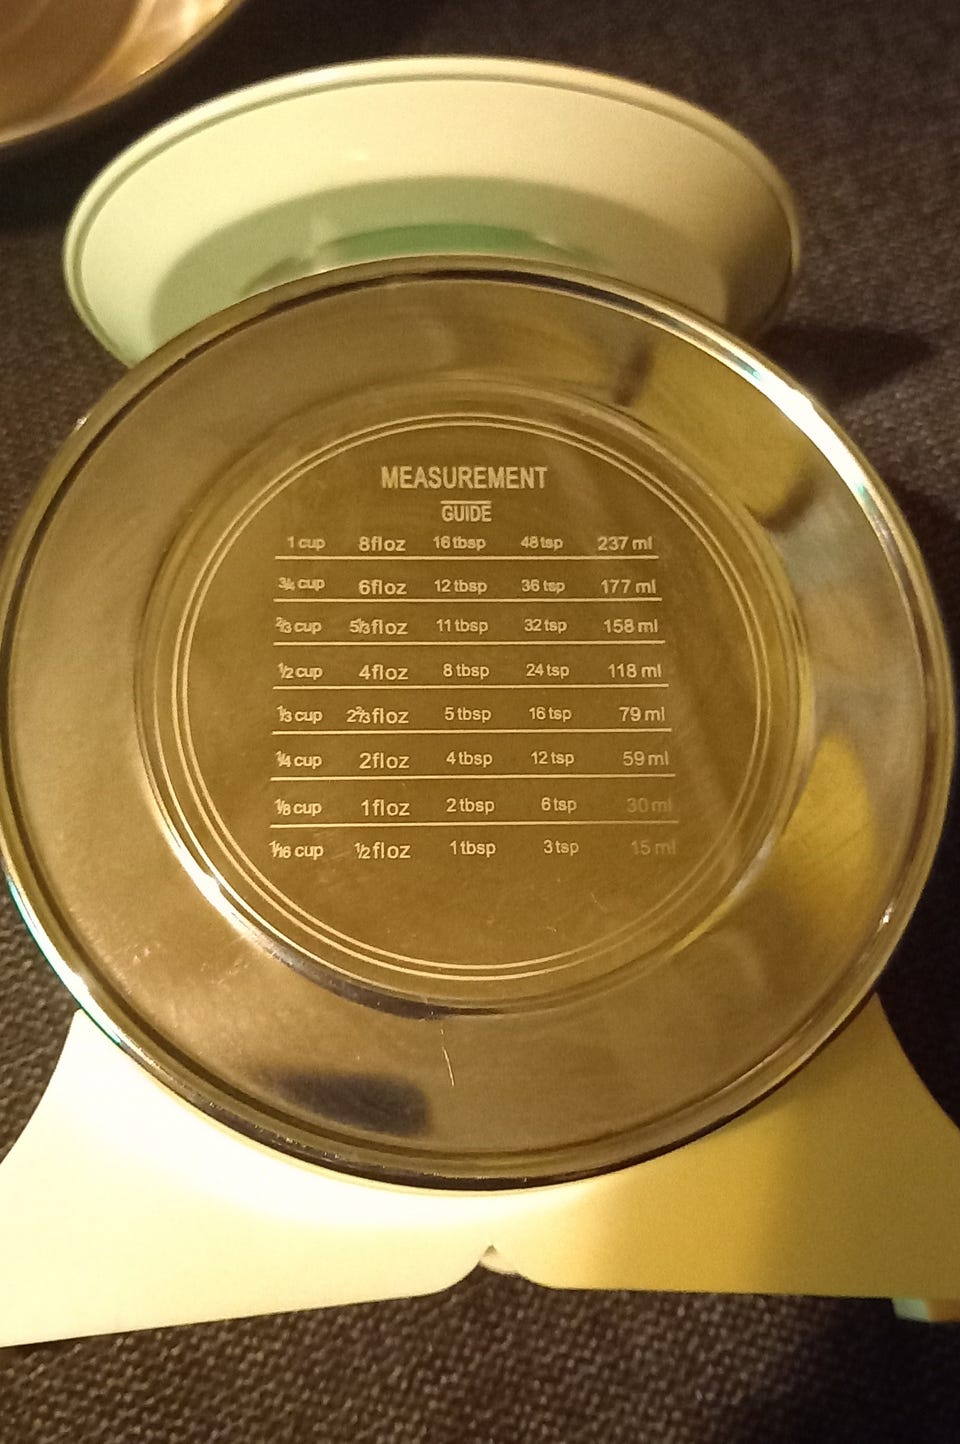 MEASUREMENT
GUIDE
1 cup 8floz 16 tbsp 48 tsp 237 ml
¾ cup 6floz 12 tbsp 36 tsp 177 ml
⅔ cup 5⅓floz 11 tbsp 32 tsp 158 ml
½ cup 4floz 8 tbsp 24 tsp 118 ml
⅓ cup 2⅔floz 5 tbsp 16 tsp 79 ml
¼ cup 2floz 4 tbsp 12 tsp 59 ml
⅛ cup 1floz 2 tbsp 6 tsp 30 ml
1/16 cup ½floz 1 tbsp 3 tsp 15 ml